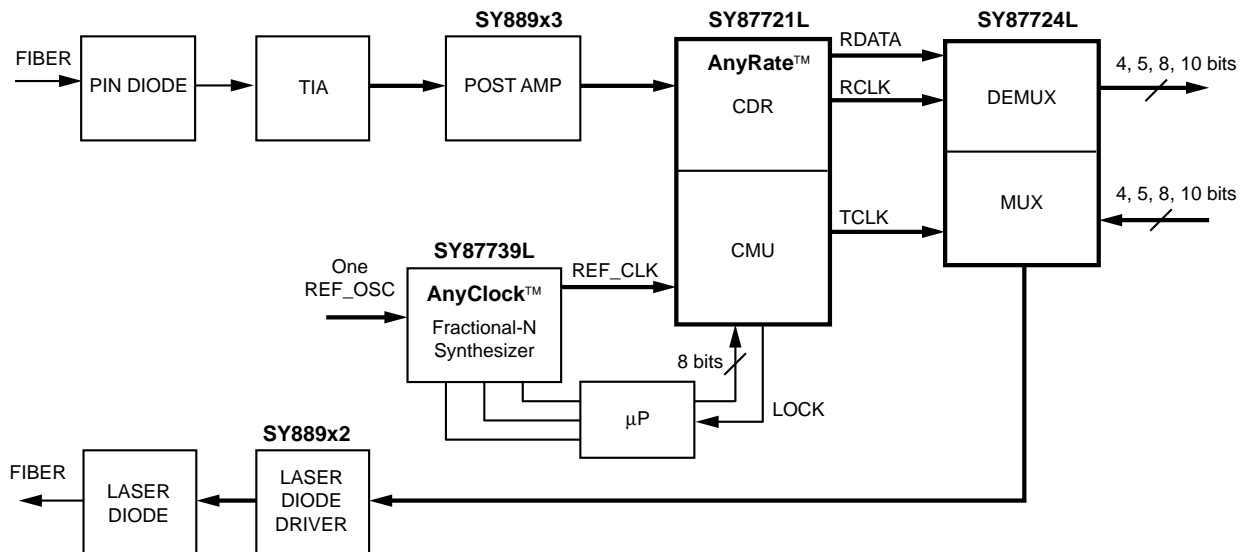 SY889x3
SY87721L
SY87724L
FIBER
PIN DIODE
TIA
POST AMP
AnyRate™
CDR
RDATA
RCLK
DEMUX
4, 5, 8, 10 bits
CMU
TCLK
MUX
4, 5, 8, 10 bits
SY87739L
One
REF_OSC
AnyClock™
Fractional-N
Synthesizer
REF_CLK
8 bits
µP
LOCK
SY889x2
FIBER
LASER
DIODE
LASER
DIODE
DRIVER